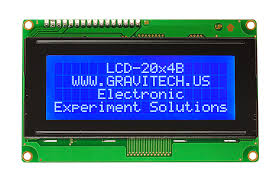 LCD-20x4B
WWW.GRAVITECH.US
Electronic
Experiment Solutions